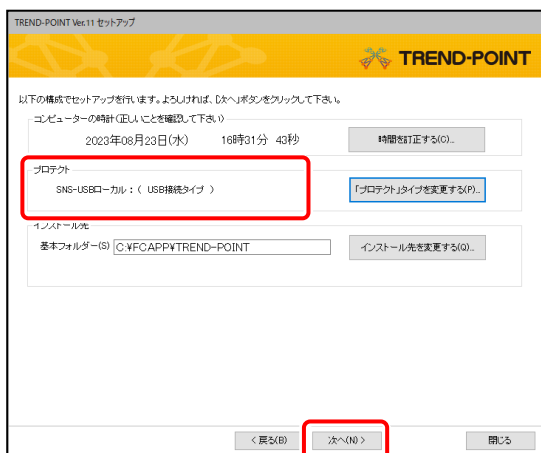 TREND-POINT Ver.11 セットアップ
TREND-POINT
以下の構成でセットアップを行います。よろしければ、[次へ]ボタンをクリックして下さい。
コンピューターの時計(正しいことを確認して下さい)
2023年08月23日(水) 16時31分 43秒
時間を訂正する(C)...
プロテクト
SNS-USBローカル：( USB接続タイプ )
「プロテクト」タイプを変更する(P)...
インストール先
基本フォルダー(S) C:¥FCAPP¥TREND-POINT
インストール先を変更する(Q)...
< 戻る(B) 次へ(N) > 閉じる